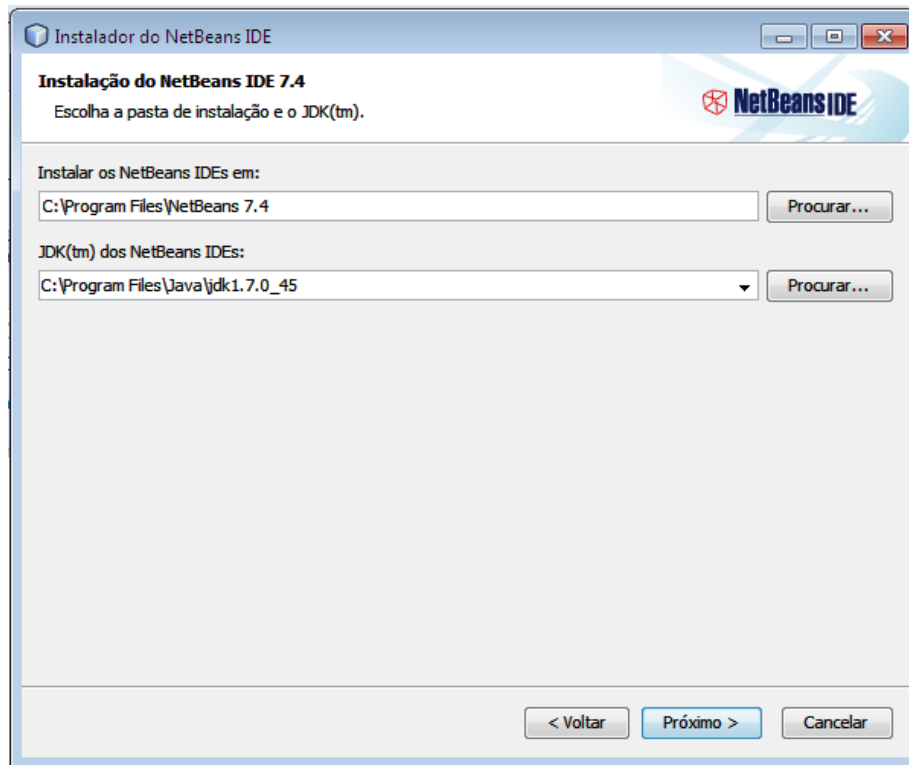 Instalador do NetBeans IDE
Instalação do NetBeans IDE 7.4
Escolha a pasta de instalação e o JDK(tm).
NetBeans IDE
Instalar os NetBeans IDEs em:
C:\Program Files\NetBeans 7.4
Procurar...
JDK(tm) dos NetBeans IDEs:
C:\Program Files\Java\jdk1.7.0_45
Procurar...
< Voltar
Próximo >
Cancelar